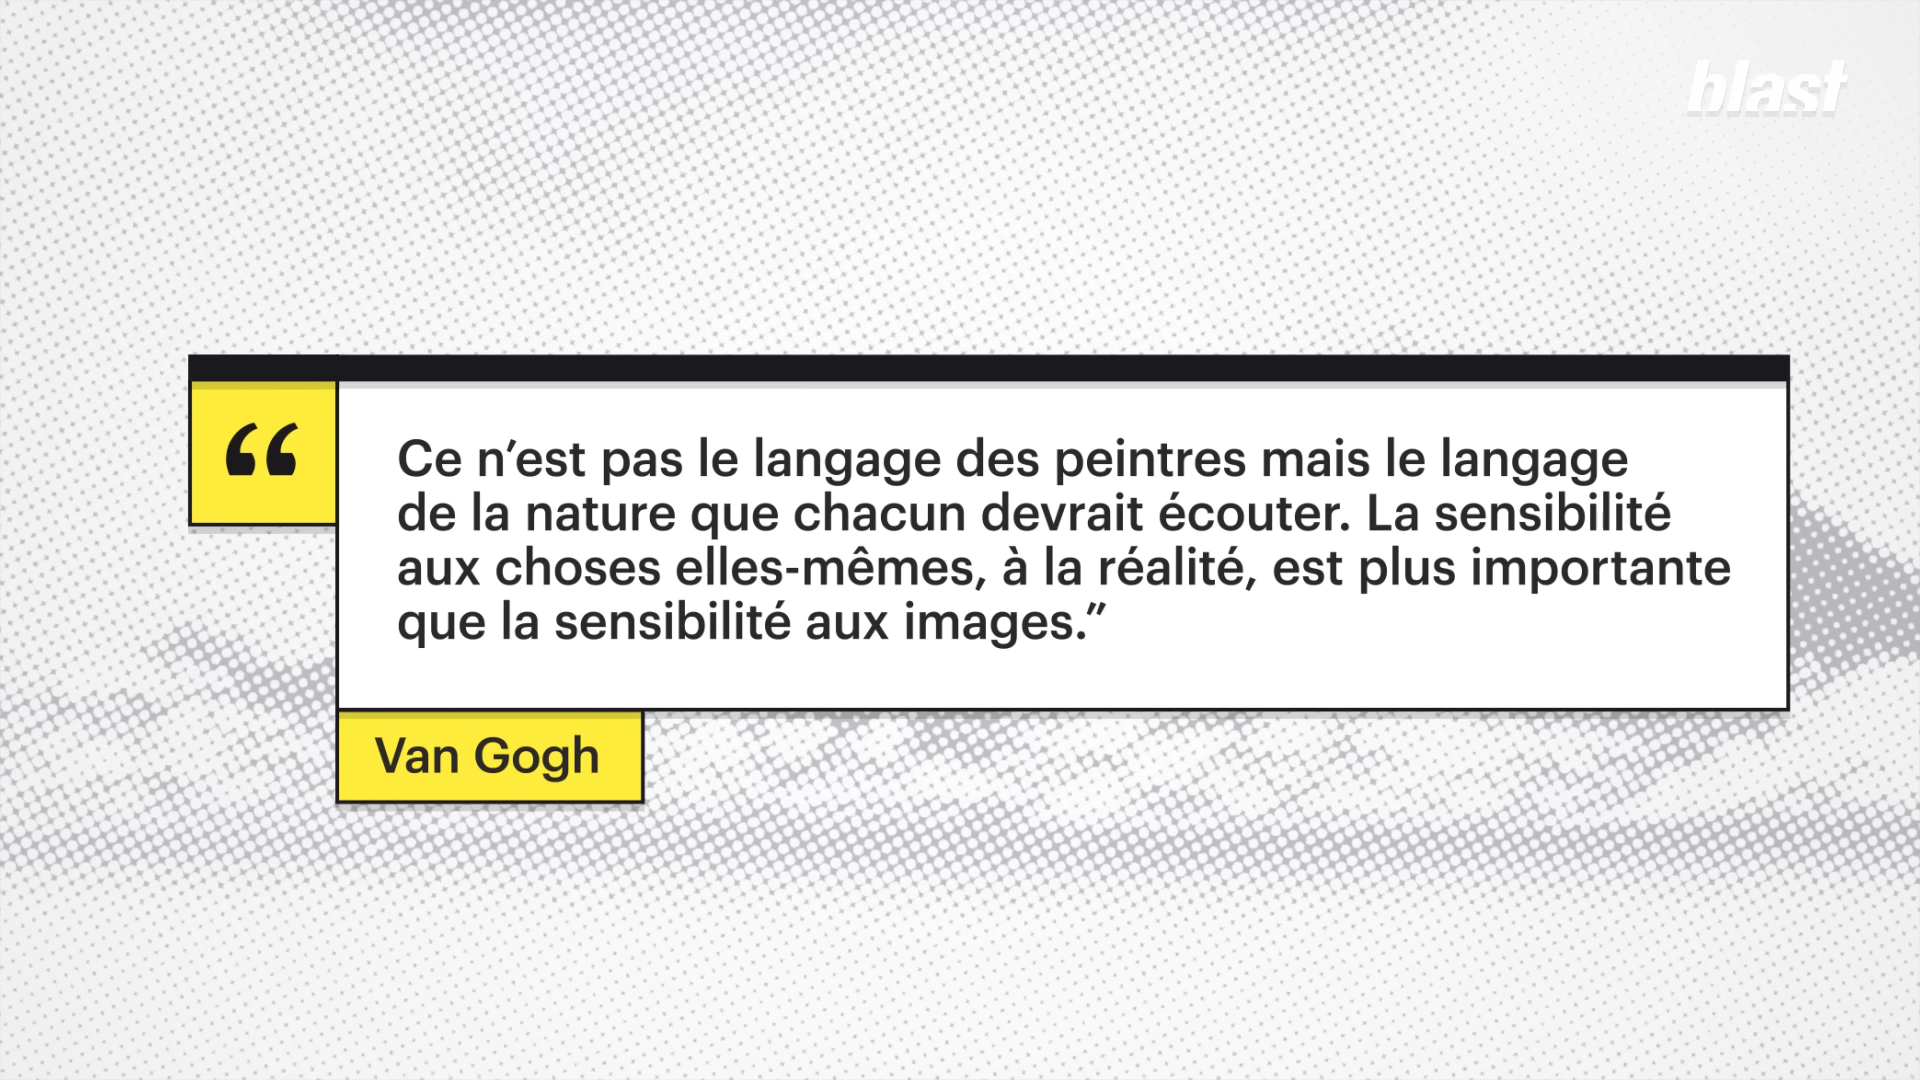 blast
“
Ce n’est pas le langage des peintres mais le langage
de la nature que chacun devrait écouter. La sensibilité
aux choses elles-mêmes, à la réalité, est plus importante
que la sensibilité aux images.”
Van Gogh